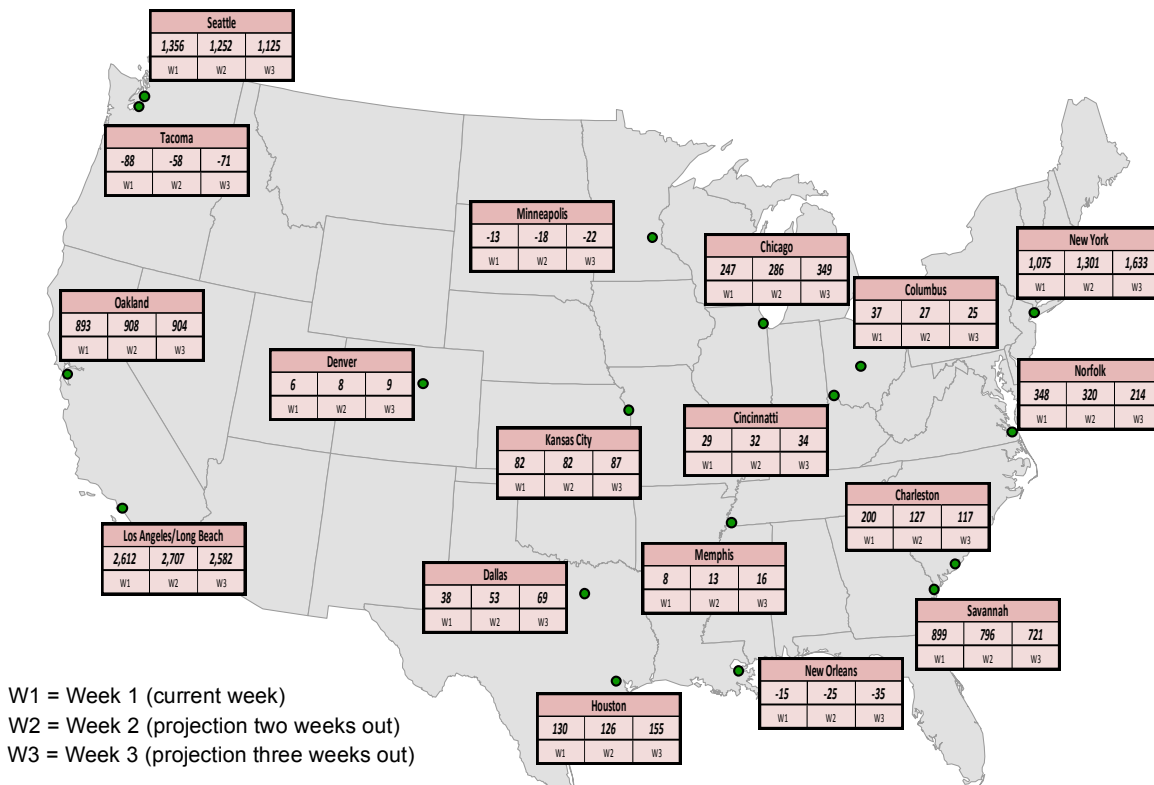 Seattle
1,356 1,252 1,125
W1 W2 W3
Tacoma
-88 -58 -71
W1 W2 W3
Minneapolis
-13 -18 -22
W1 W2 W3
Chicago
247 286 349
W1 W2 W3
New York
1,075 1,301 1,633
W1 W2 W3
Columbus
37 27 25
W1 W2 W3
Oakland
893 908 904
W1 W2 W3
Denver
6 8 9
W1 W2 W3
Norfolk
348 320 214
W1 W2 W3
Cincinnatti
29 32 34
W1 W2 W3
Kansas City
82 82 87
W1 W2 W3
Charleston
200 127 117
W1 W2 W3
Los Angeles/Long Beach
2,612 2,707 2,582
W1 W2 W3
Memphis
8 13 16
W1 W2 W3
Dallas
38 53 69
W1 W2 W3
Savannah
899 796 721
W1 W2 W3
New Orleans
-15 -25 -35
W1 W2 W3
Houston
130 126 155
W1 W2 W3
W1 = Week 1 (current week)
W2 = Week 2 (projection two weeks out)
W3 = Week 3 (projection three weeks out)